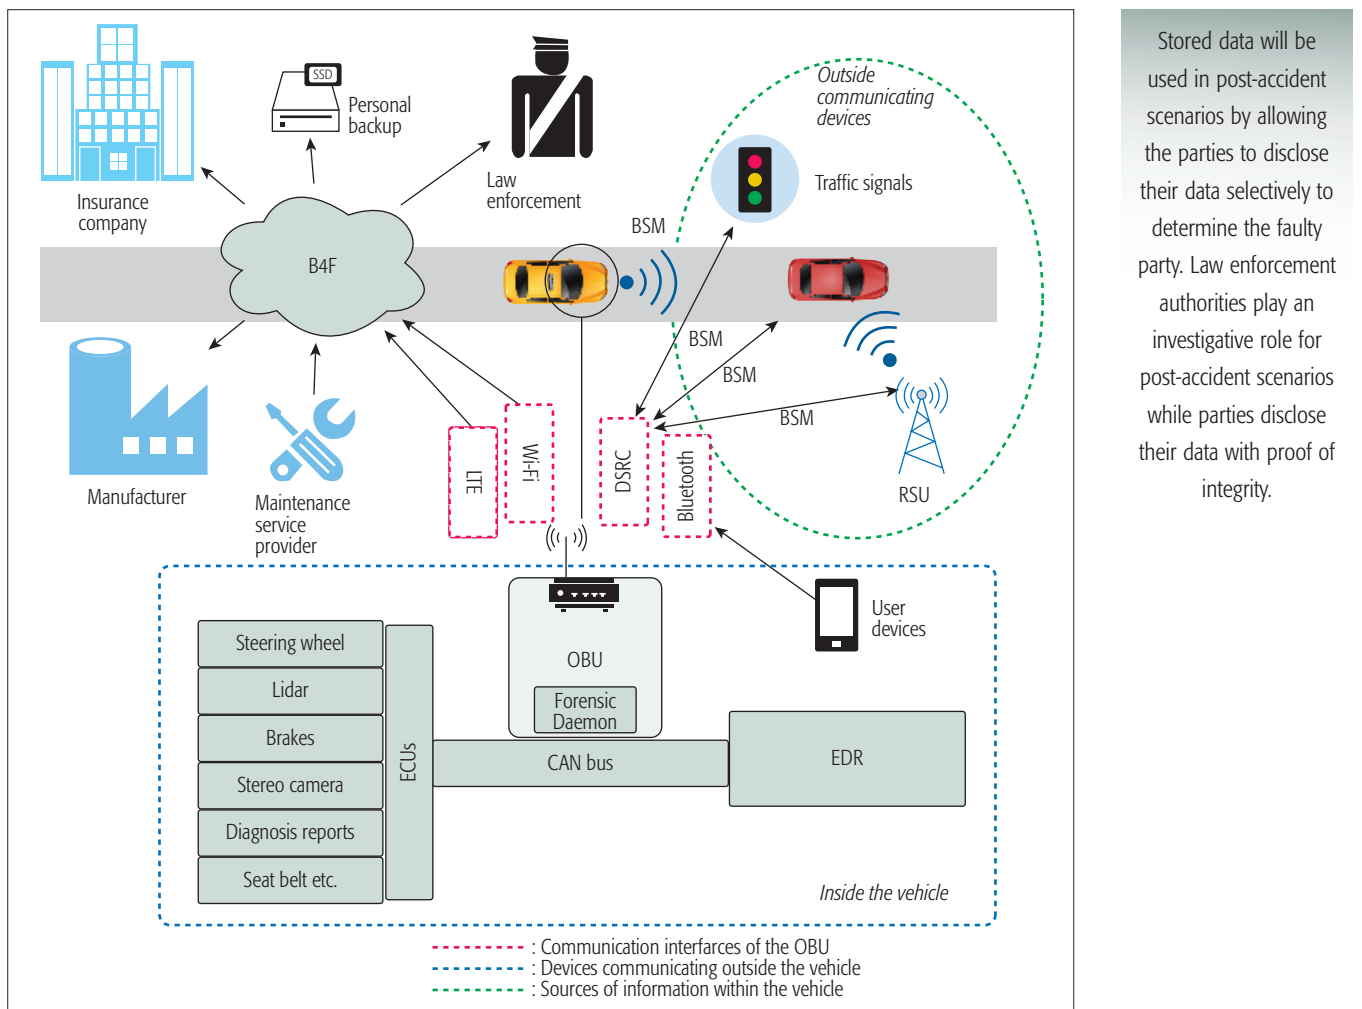 SSD
Personal
backup
Insurance
company
Law
enforcement
Outside
communicating
devices
Traffic signals
BSM
B4F
BSM
BSM
BSM
RSU
Manufacturer
Maintenance
service
provider
LTE
Wi-Fi
DSRC
Bluetooth
User
devices
OBU
Forensic
Daemon
Steering wheel
Lidar
Brakes
Stereo camera
Diagnosis reports
Seat belt etc.
ECUs
CAN bus
EDR
Inside the vehicle
: Communication interfarces of the OBU
: Devices communicating outside the vehicle
: Sources of information within the vehicle
Stored data will be
used in post-accident
scenarios by allowing
the parties to disclose
their data selectively to
determine the faulty
party. Law enforcement
authorities play an
investigative role for
post-accident scenarios
while parties disclose
their data with proof of
integrity.